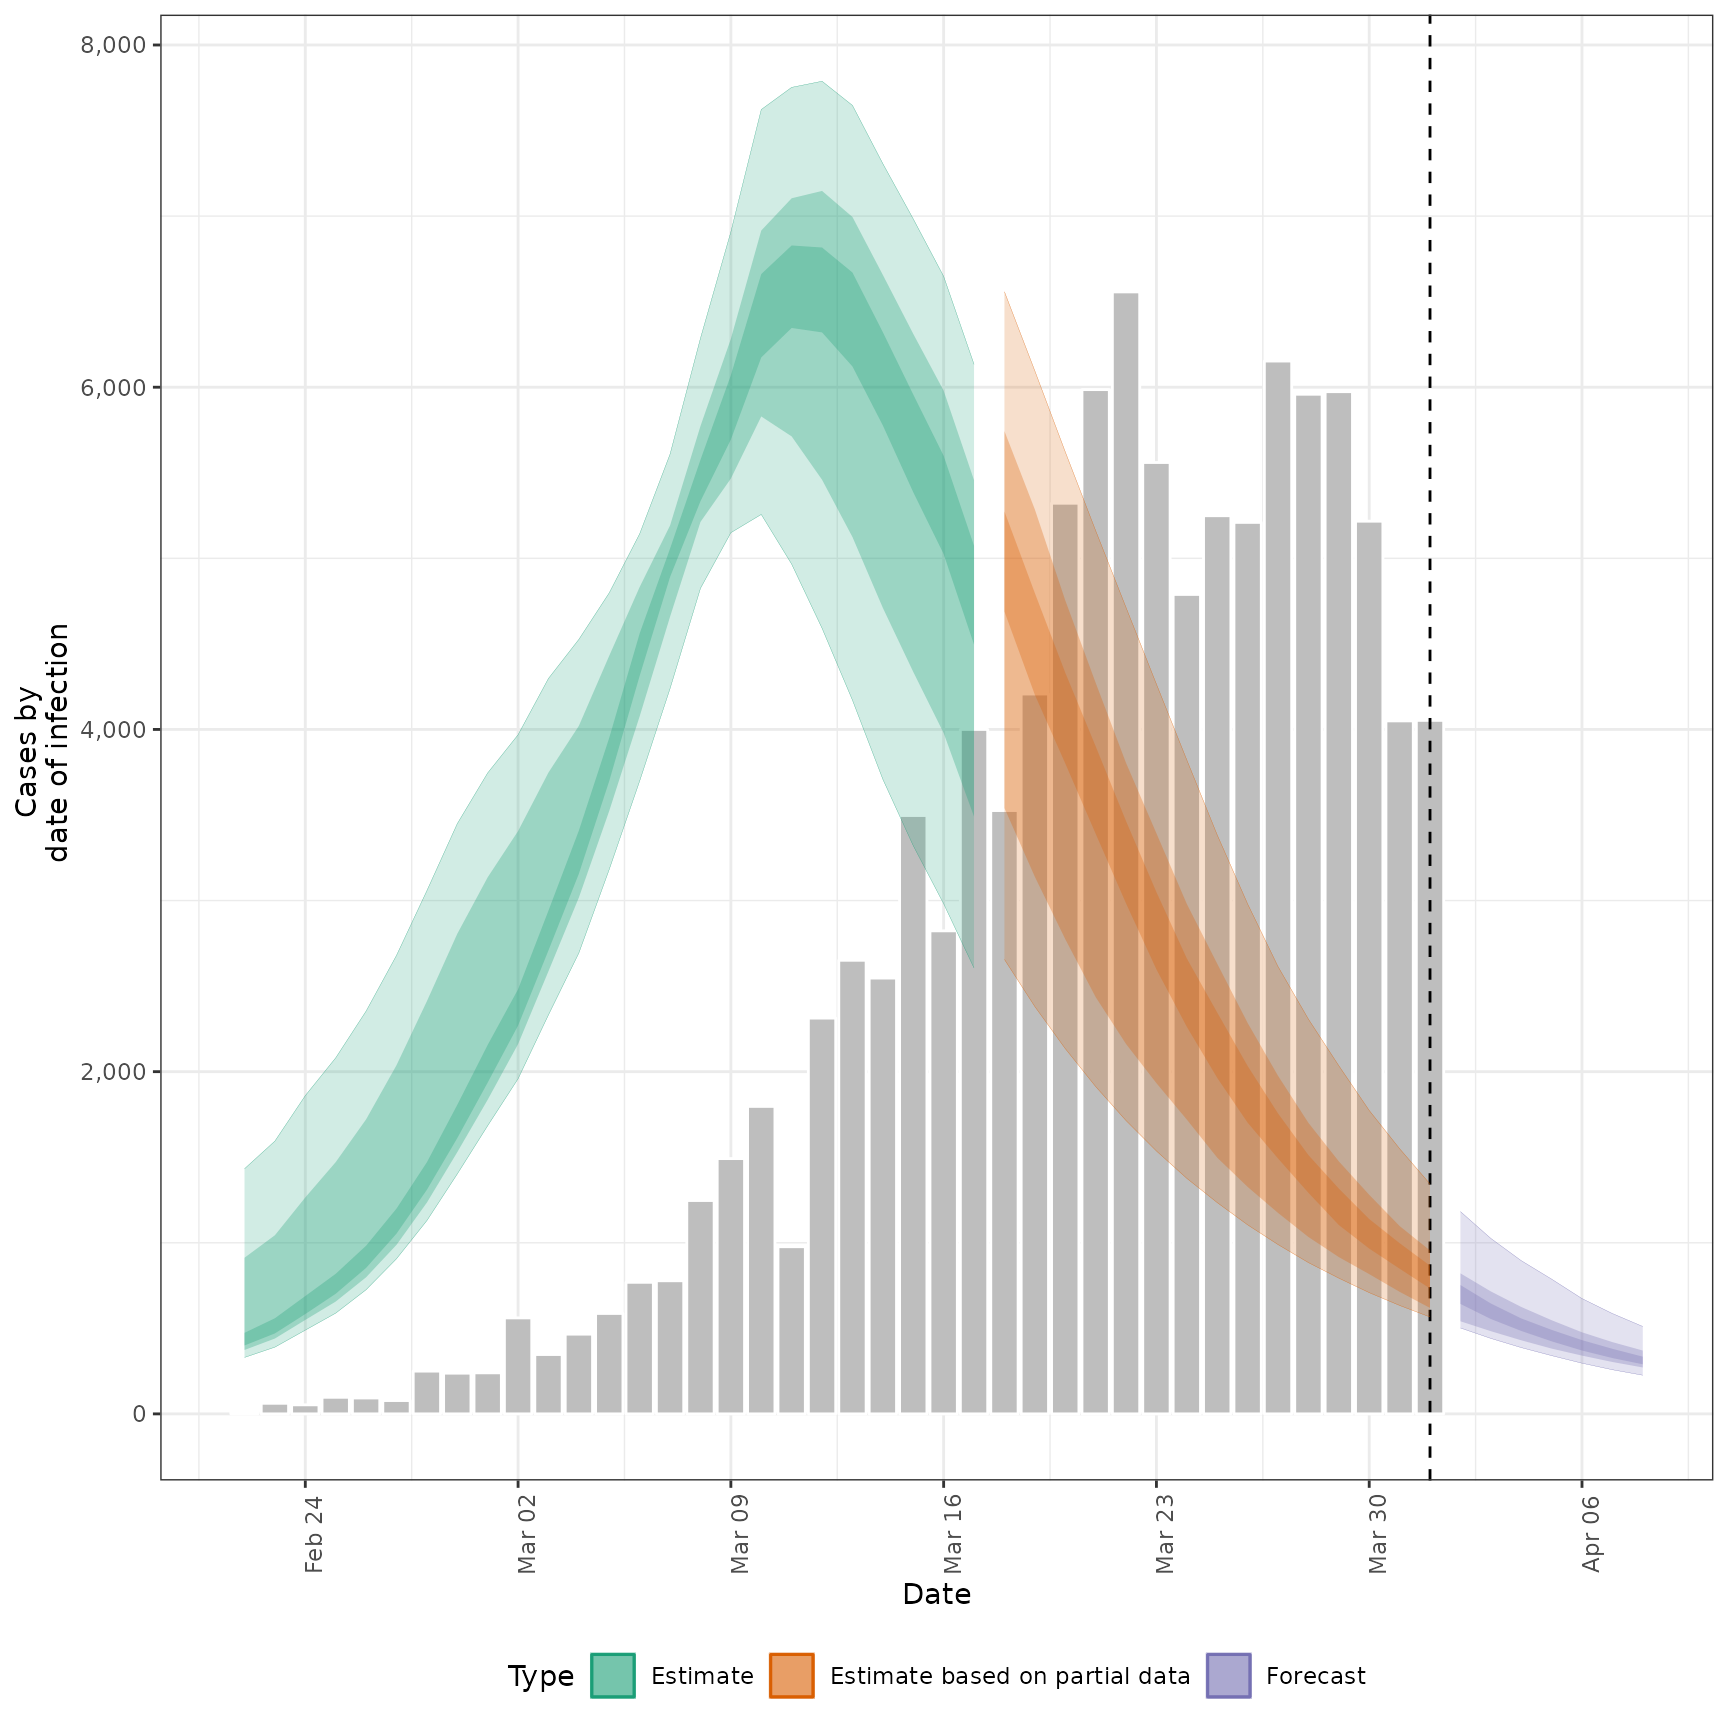 8,000
6,000
4,000
2,000
0
Cases by
date of infection
Feb 24
Mar 02
Mar 09
Mar 16
Mar 23
Mar 30
Apr 06
Date
Type
Estimate
Estimate based on partial data
Forecast